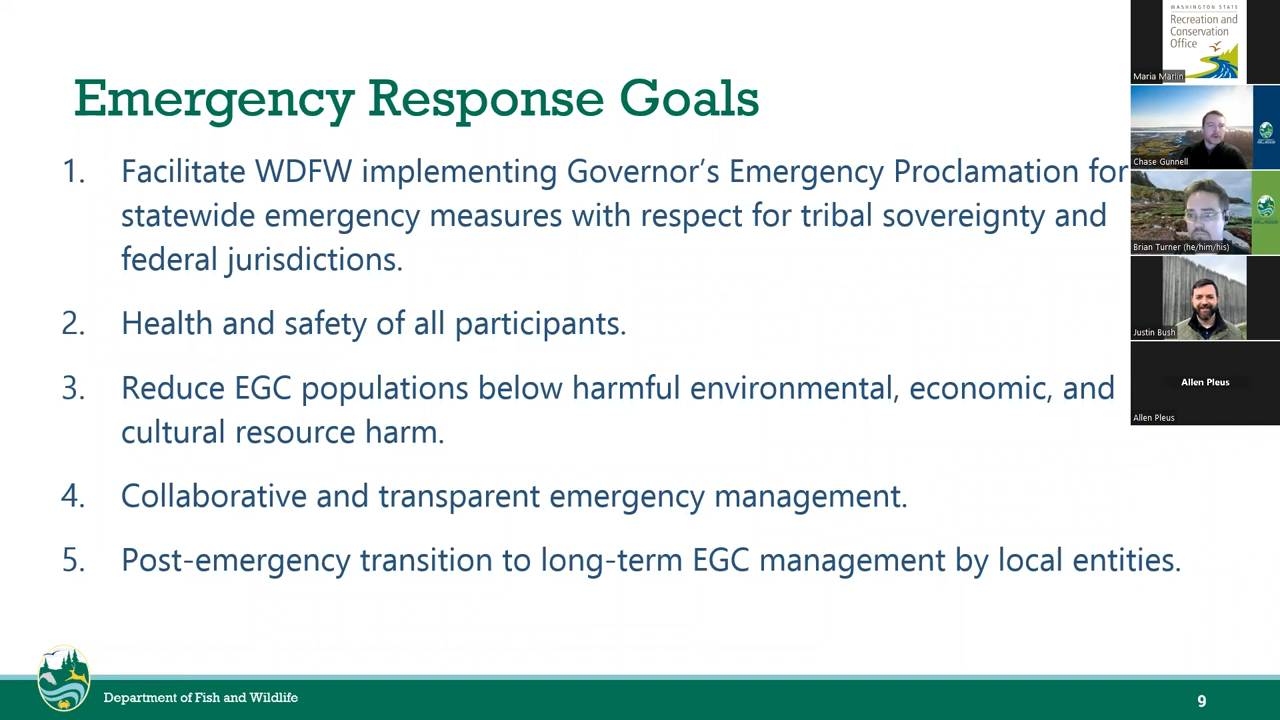 Emergency Response Goals
1. Facilitate WDFW implementing Governor's Emergency Proclamation for
statewide emergency measures with respect for tribal sovereignty and
federal jurisdictions.
2. Health and safety of all participants.
3. Reduce EGC populations below harmful environmental, economic, and
cultural resource harm.
4. Collaborative and transparent emergency management.
5. Post-emergency transition to long-term EGC management by local entities.
Department of Fish and Wildlife
9
WASHINGTON STATE
Recreation and
Conservation
Office
Maria Marlin
Chase Gunnell
Brian Turner (he/him/his)
Justin Bush
Allen Pleus
Allen Pleus